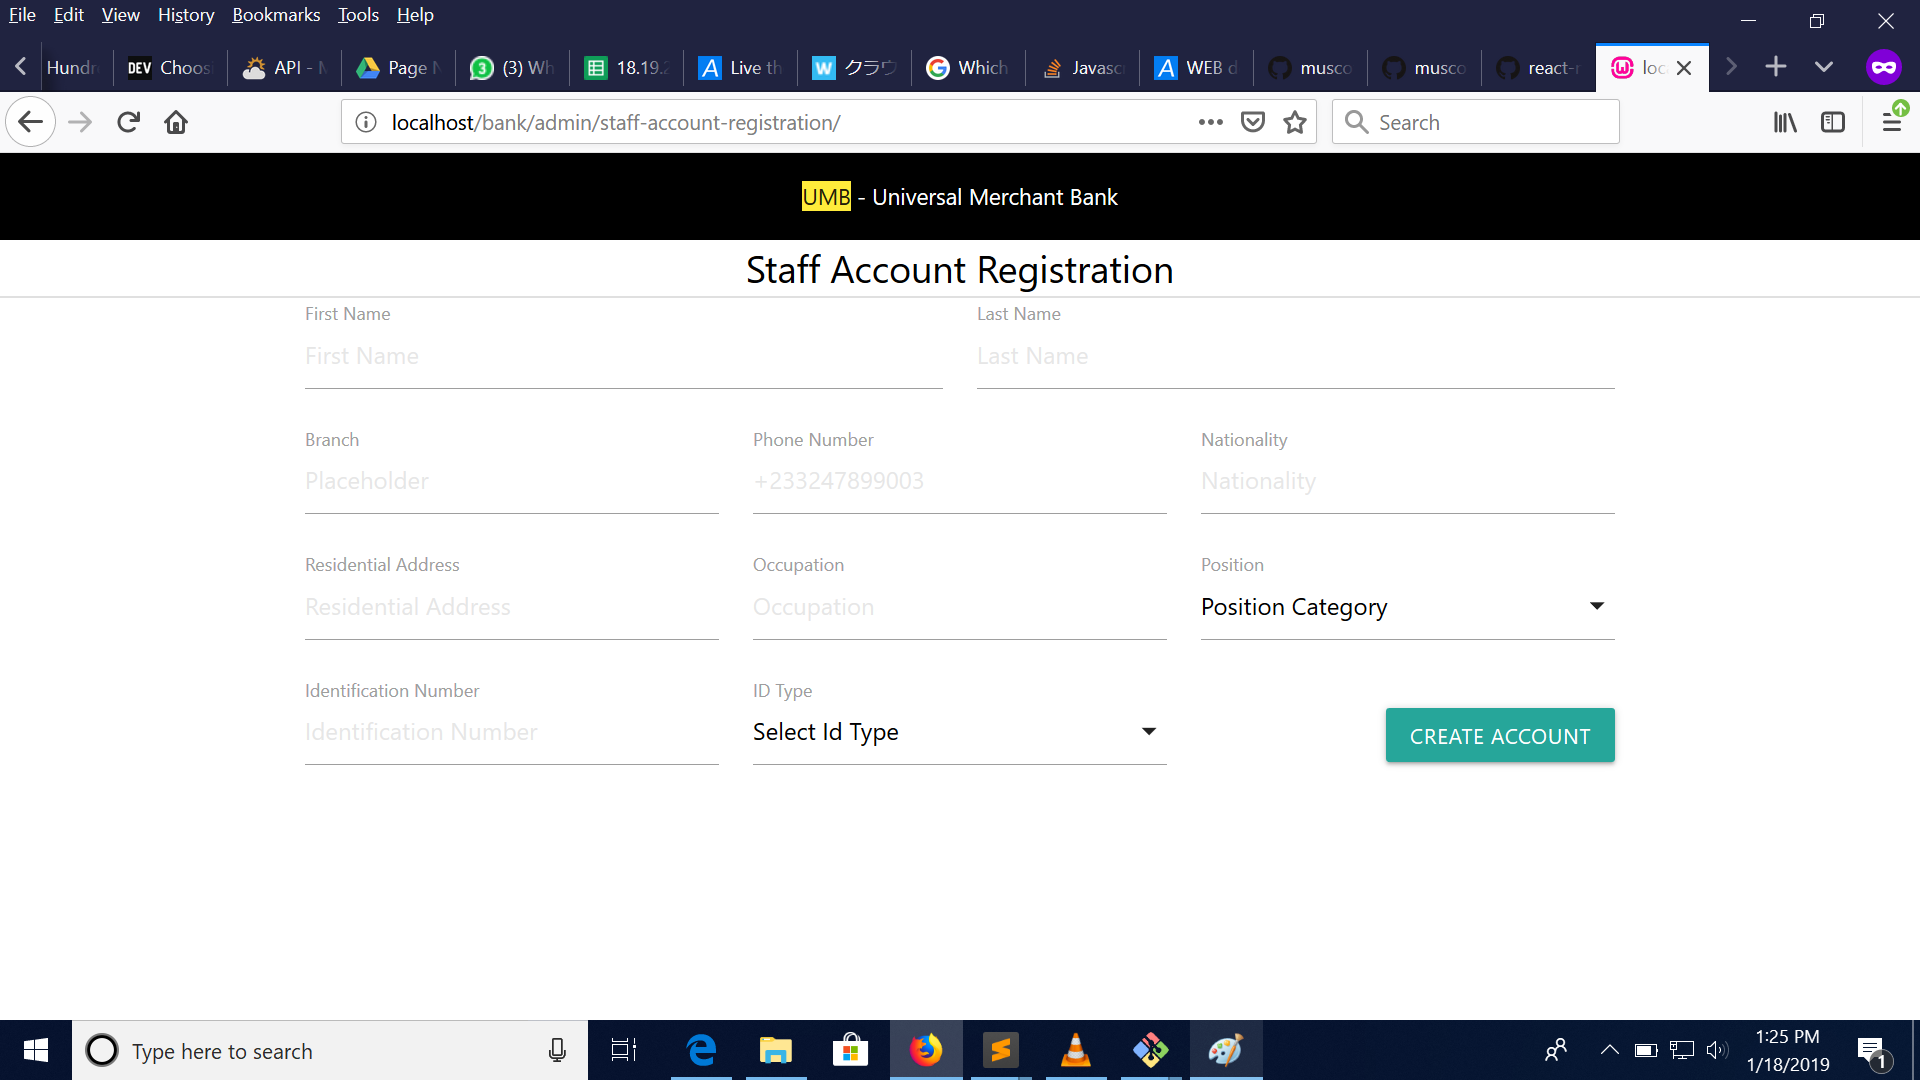 File Edit View History Bookmarks Tools Help
Hundr DEV Choosi API - M Page N 3 (3) Wh 18.19.2 A Live th W クラウ G Which Javasc A WEB d musco musco react-r loc
localhost/bank/admin/staff-account-registration/ Search
UMB - Universal Merchant Bank
Staff Account Registration
First Name Last Name
First Name Last Name
Branch Phone Number Nationality
Placeholder +233247899003 Nationality
Residential Address Occupation Position
Residential Address Occupation Position Category
Identification Number ID Type
Identification Number Select Id Type CREATE ACCOUNT
Type here to search 1:25 PM
1/18/2019 1